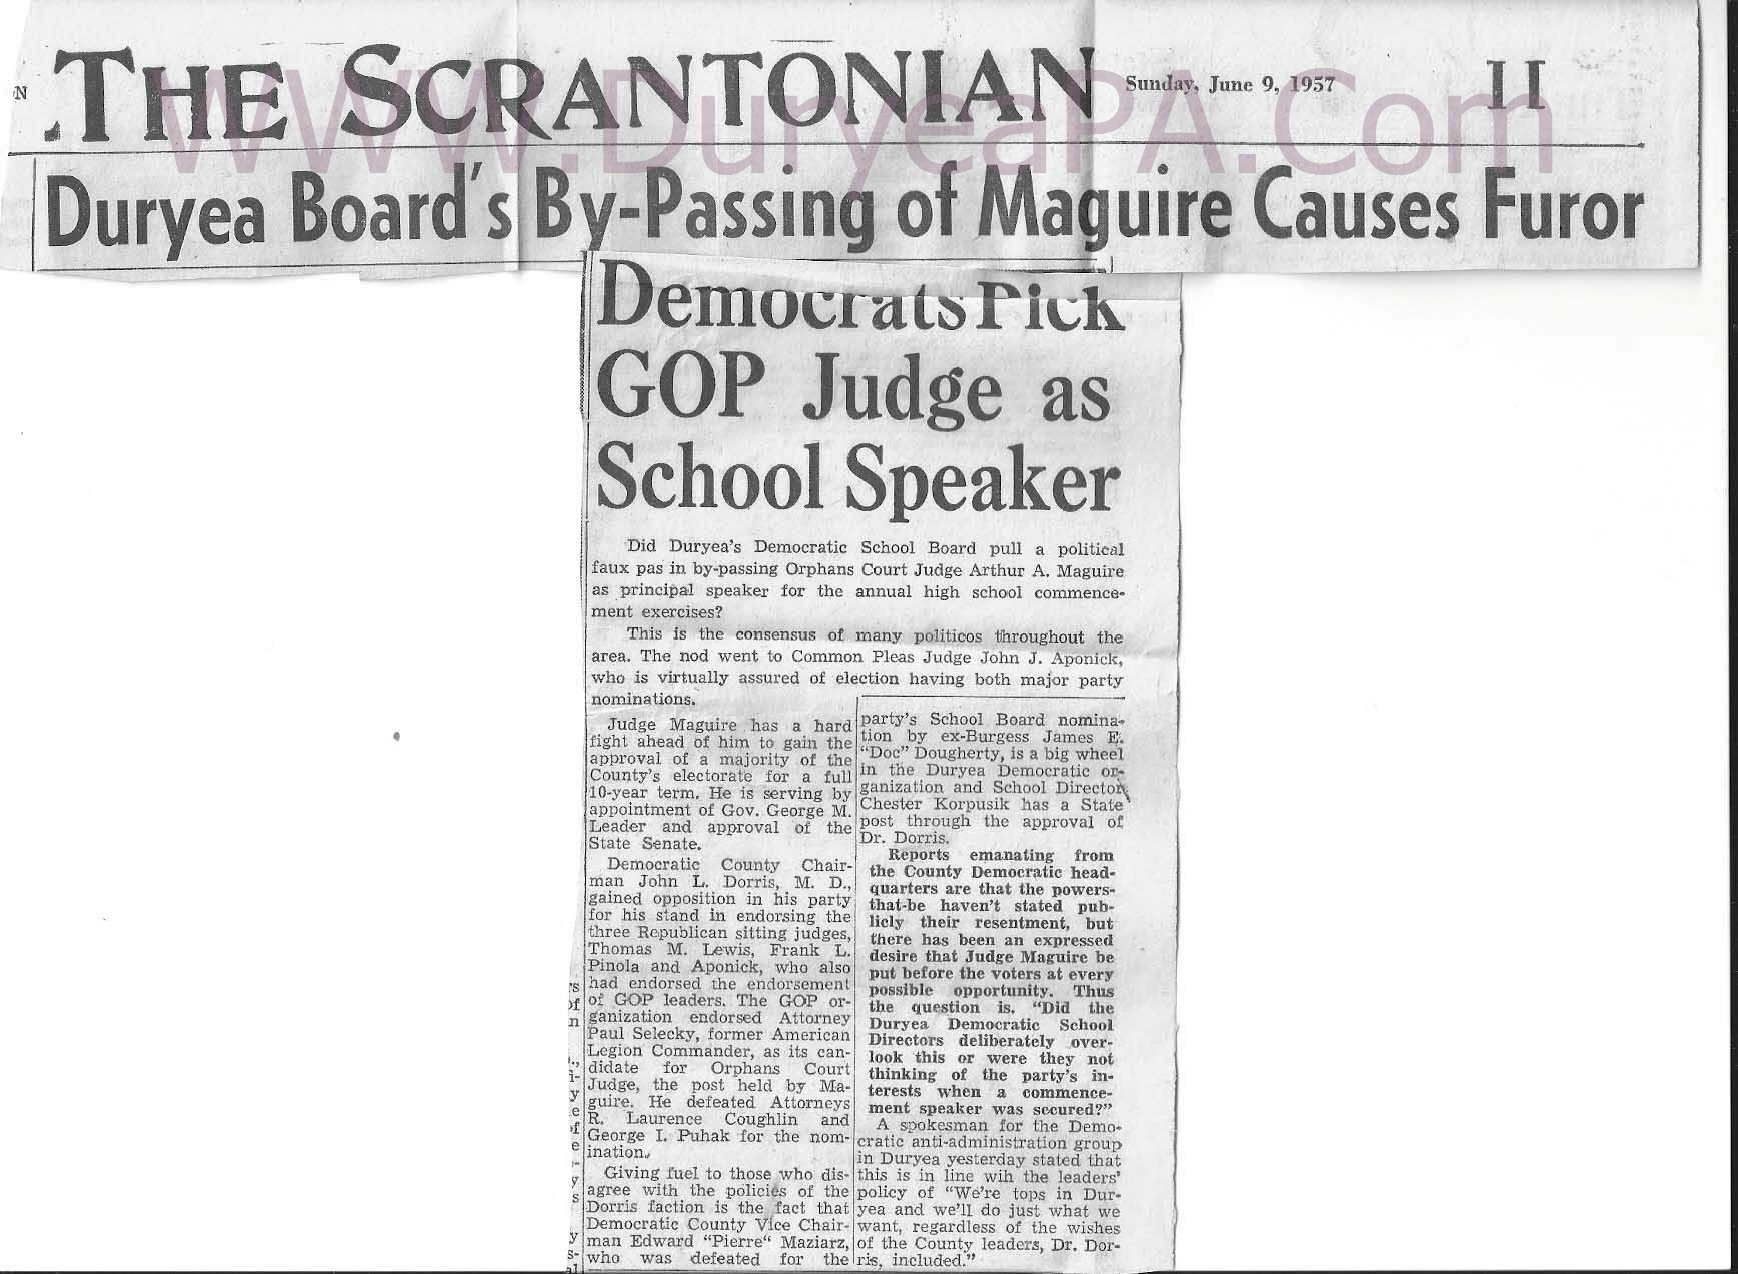 THE SCRANTONIAN
Sunday, June 9, 1957
11
www.DuryeaPA.Com
Duryea Board's By-Passing of Maguire Causes Furor
Democrats Pick
GOP Judge as
School Speaker
Did Duryea's Democratic School Board pull a political
faux pas in by-passing Orphans Court Judge Arthur A. Maguire
as principal speaker for the annual high school commence-
ment exercises?
This is the consensus of many politicos throughout the
area. The nod went to Common Pleas Judge John J. Aponick,
who is virtually assured of election having both major party
nominations.
Judge Maguire has a hard
fight ahead of him to gain the
approval of a majority of the
County's electorate for a full
10-year term. He is serving by
appointment of Gov. George M.
Leader and approval of the
State Senate.
Democratic County Chair-
man John L. Dorris, M. D.,
gained opposition in his party
for his stand in endorsing the
three Republican sitting judges,
Thomas M. Lewis, Frank L.
Pinola and Aponick, who also
had endorsed the endorsement
of GOP leaders. The GOP or-
ganization endorsed Attorney
Paul Selecky, former American
Legion Commander, as its can-
didate for Orphans Court
Judge, the post held by Ma-
guire. He defeated Attorneys
R. Laurence Coughlin and
George I. Puhak for the nom-
ination.
Giving fuel to those who dis-
agree with the policies of the
Dorris faction is the fact that
Democratic County Vice Chair-
man Edward "Pierre" Maziarz,
who was defeated for the
party's School Board nomina-
tion by ex-Burgess James E.
"Doc" Dougherty, is a big wheel
in the Duryea Democratic or-
ganization and School Director
Chester Korpusik has a State
post through the approval of
Dr. Dorris.
Reports emanating from
the County Democratic head-
quarters are that the powers-
that-be haven't stated pub-
licly their resentment, but
there has been an expressed
desire that Judge Maguire be
put before the voters at every
possible opportunity. Thus
the question is. "Did the
Duryea Democratic School
Directors deliberately over-
look this or were they not
thinking of the party's in-
terests when a commence-
ment speaker was secured?"
A spokesman for the Demo-
cratic anti-administration group
in Duryea yesterday stated that
this is in line wih the leaders'
policy of "We're tops in Dur-
yea and we'll do just what we
want, regardless of the wishes
of the County leaders, Dr. Dor-
ris, included."